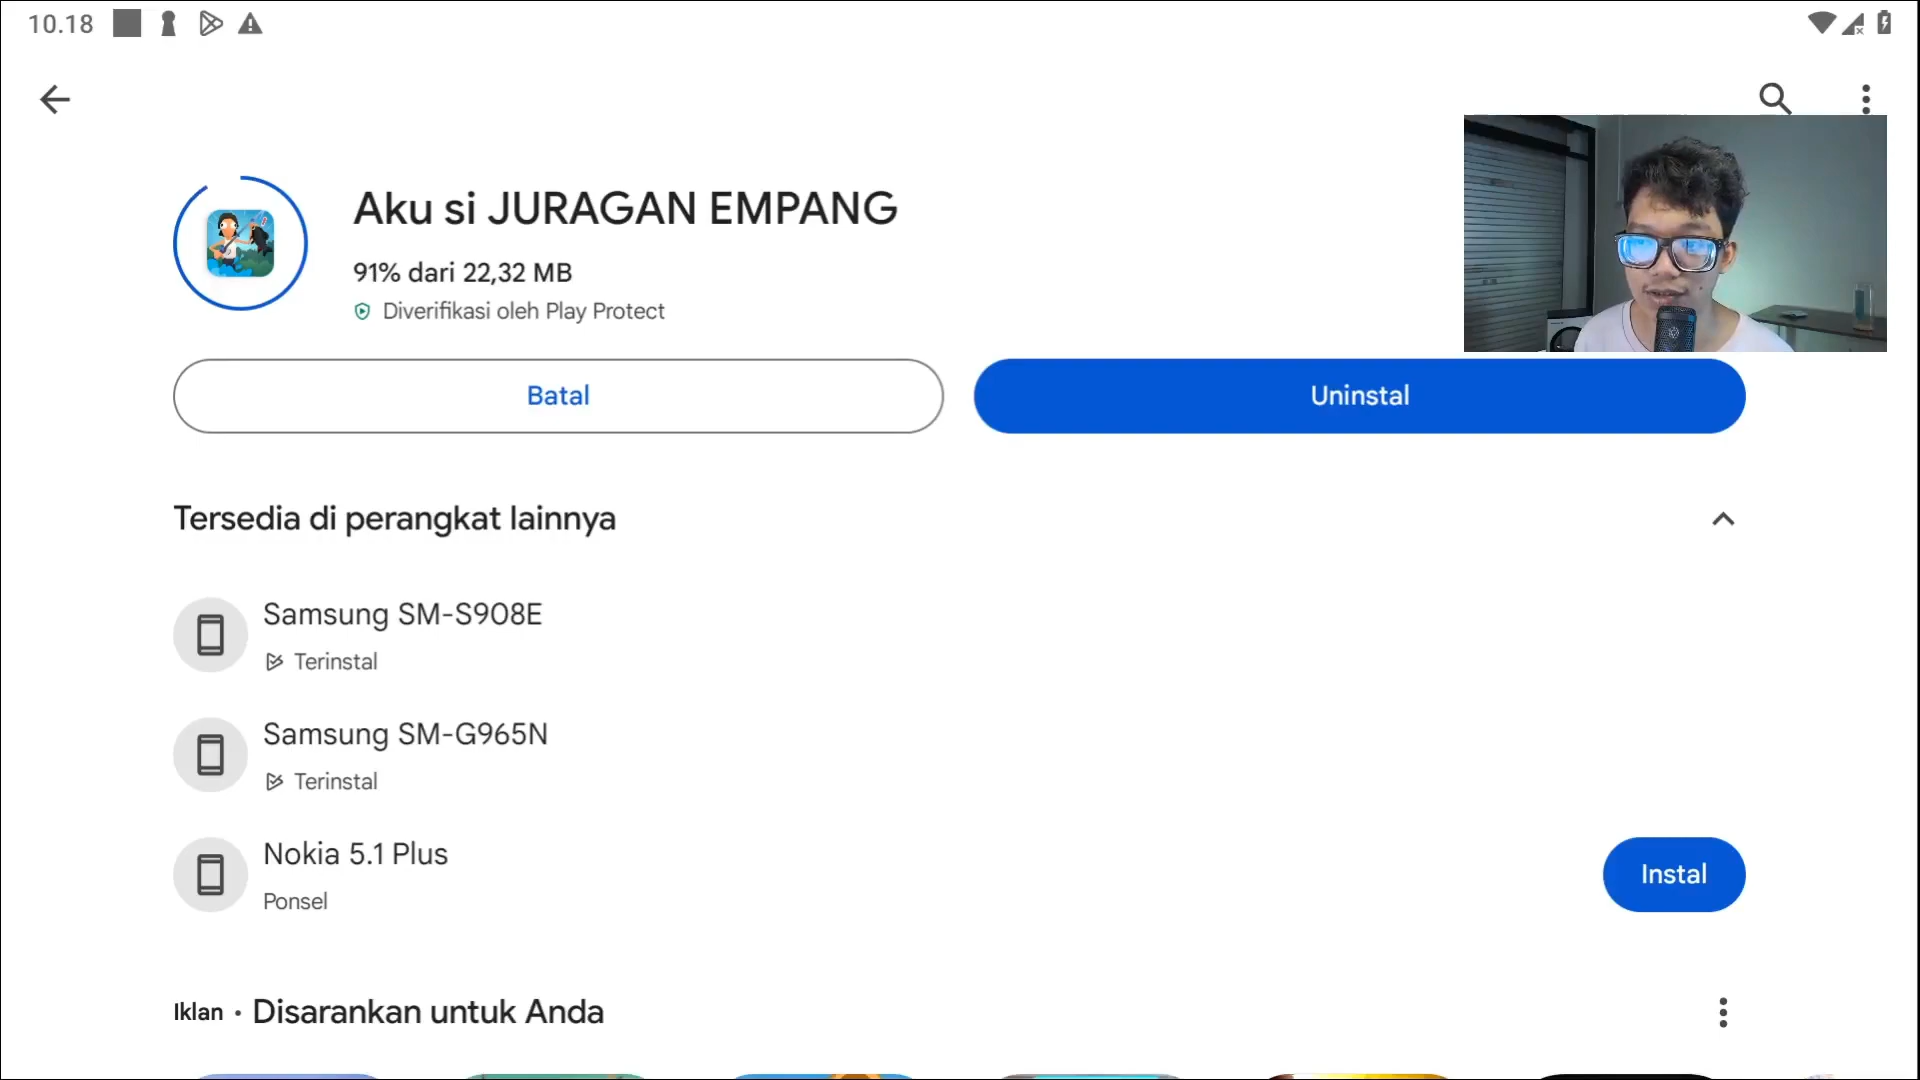 10.18
Aku si JURAGAN EMPANG
91% dari 22,32 MB
Diverifikasi oleh Play Protect
Batal
Uninstal
Tersedia di perangkat lainnya
Samsung SM-S908E
Terinstal
Samsung SM-G965N
Terinstal
Nokia 5.1 Plus
Ponsel
Instal
Iklan • Disarankan untuk Anda